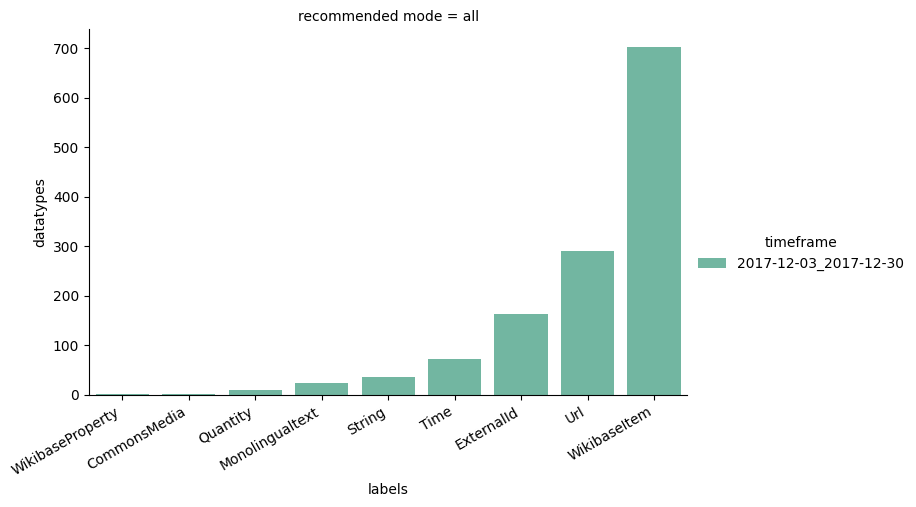 recommended mode = all
700
600
500
400
300
200
100
0
datatypes
WikibaseProperty
CommonsMedia
Quantity
Monolingualtext
String
Time
ExternalId
Url
WikibaseItem
labels
timeframe
2017-12-03_2017-12-30